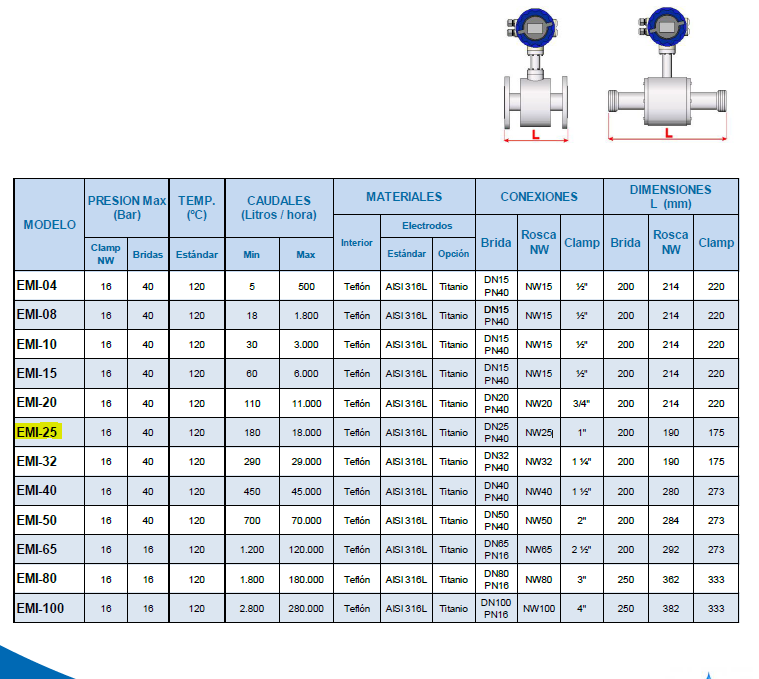 L
L
MODELO PRESION Max (Bar) TEMP. (ºC) CAUDALES (Litros / hora) MATERIALES CONEXIONES DIMENSIONES L (mm)
Interior Electrodos Brida Rosca NW Clamp Brida Rosca NW Clamp
Clamp NW Bridas Estándar Min Max Estándar Opción
EMI-04 16 40 120 5 500 Teflón AISI 316L Titanio DN15 PN40 NW15 ½" 200 214 220
EMI-08 16 40 120 18 1.800 Teflón AISI 316L Titanio DN15 PN40 NW15 ½" 200 214 220
EMI-10 16 40 120 30 3.000 Teflón AISI 316L Titanio DN15 PN40 NW15 ½" 200 214 220
EMI-15 16 40 120 60 6.000 Teflón AISI 316L Titanio DN15 PN40 NW15 ½" 200 214 220
EMI-20 16 40 120 110 11.000 Teflón AISI 316L Titanio DN20 PN40 NW20 3/4" 200 214 220
EMI-25 16 40 120 180 18.000 Teflón AISI 316L Titanio DN25 PN40 NW25 1" 200 190 175
EMI-32 16 40 120 290 29.000 Teflón AISI 316L Titanio DN32 PN40 NW32 1 ¼" 200 190 175
EMI-40 16 40 120 450 45.000 Teflón AISI 316L Titanio DN40 PN40 NW40 1 ½" 200 280 273
EMI-50 16 40 120 700 70.000 Teflón AISI 316L Titanio DN50 PN40 NW50 2" 200 284 273
EMI-65 16 16 120 1.200 120.000 Teflón AISI 316L Titanio DN65 PN16 NW65 2 ½" 200 292 273
EMI-80 16 16 120 1.800 180.000 Teflón AISI 316L Titanio DN80 PN16 NW80 3" 250 362 333
EMI-100 16 16 120 2.800 280.000 Teflón AISI 316L Titanio DN100 PN16 NW100 4" 250 382 333